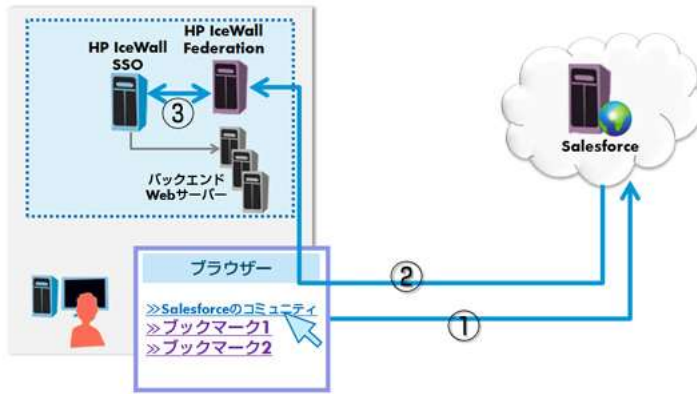 HP IceWall
SSO
HP IceWall
Federation
③
バックエンド
Webサーバー
Salesforce
ブラウザー
≫Salesforceのコミュニティ
≫ブックマーク1
≫ブックマーク2
②
①